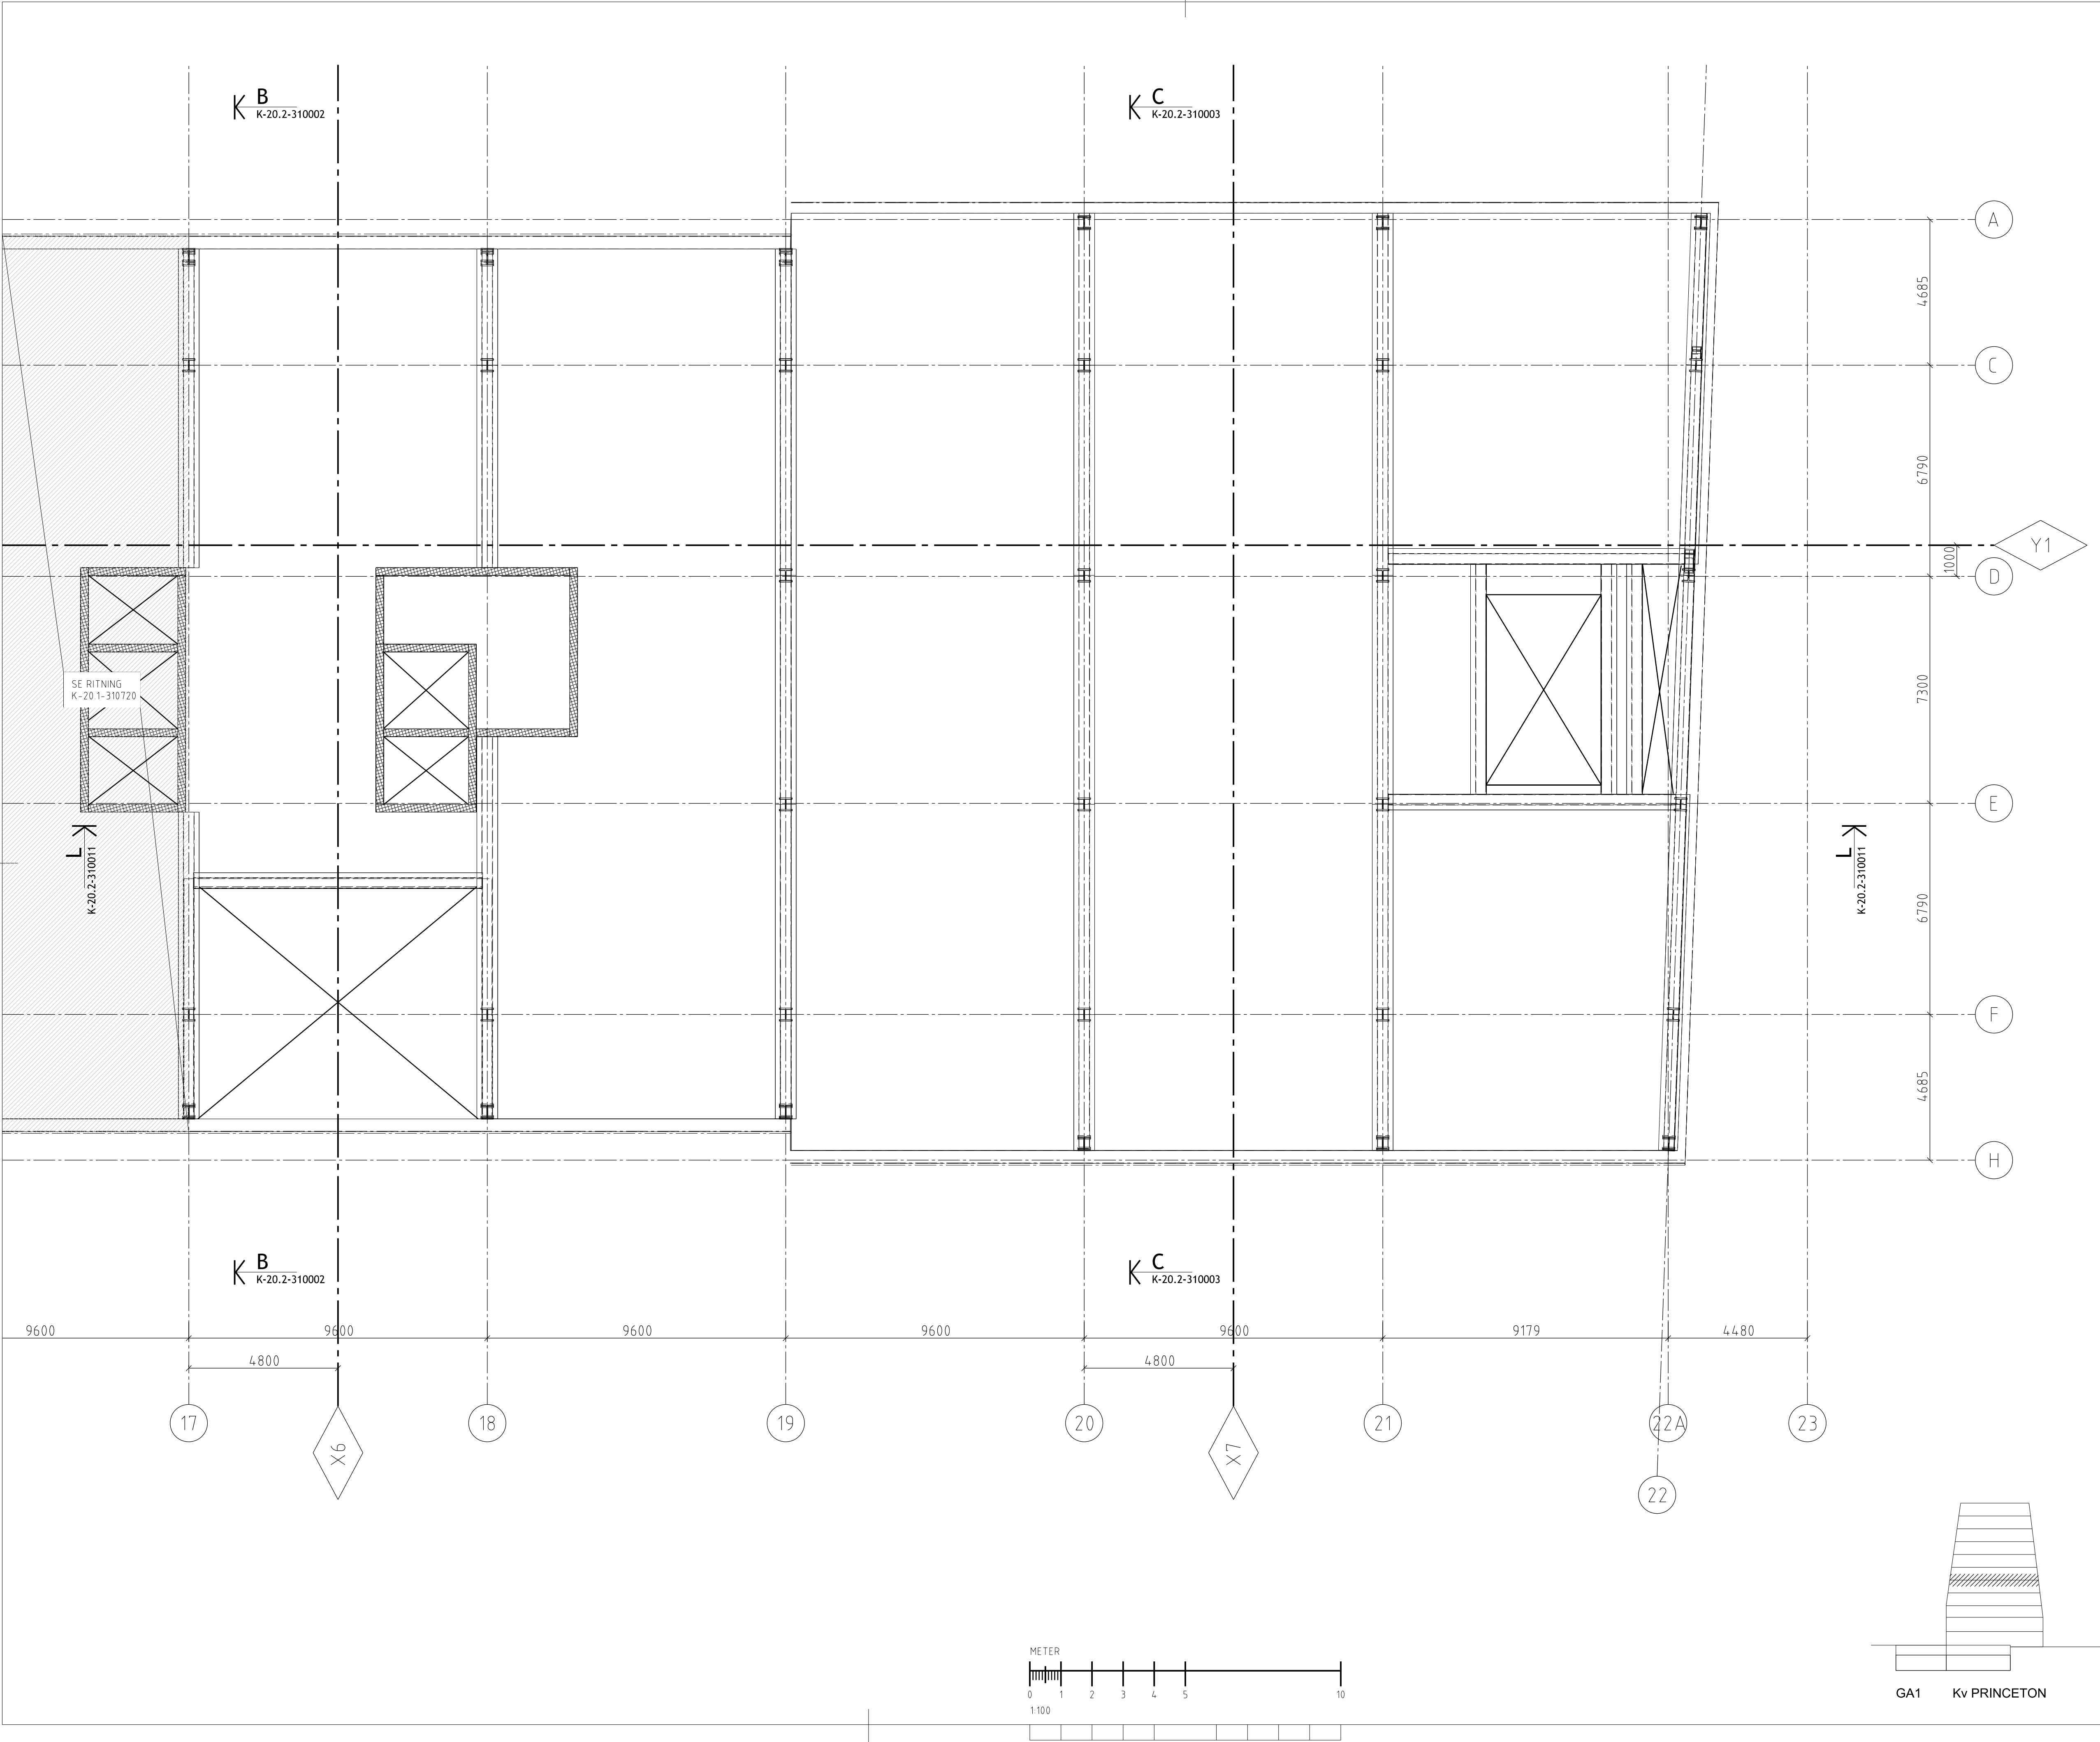 B
K-20.2-310002
C
K-20.2-310003
A
4685
C
6790
Y1
1000
D
SE RITNING
K-20.1-310720
7300
E
L
K-20.2-310011
L
K-20.2-310011
6790
F
4685
H
B
K-20.2-310002
C
K-20.2-310003
9600 9600 9600 9600 9600 9179 4480
4800 4800
17 18 19 20 21 22A 23
X6 X7
22
METER
0 1 2 3 4 5 10
1:100
GA1 Kv PRINCETON